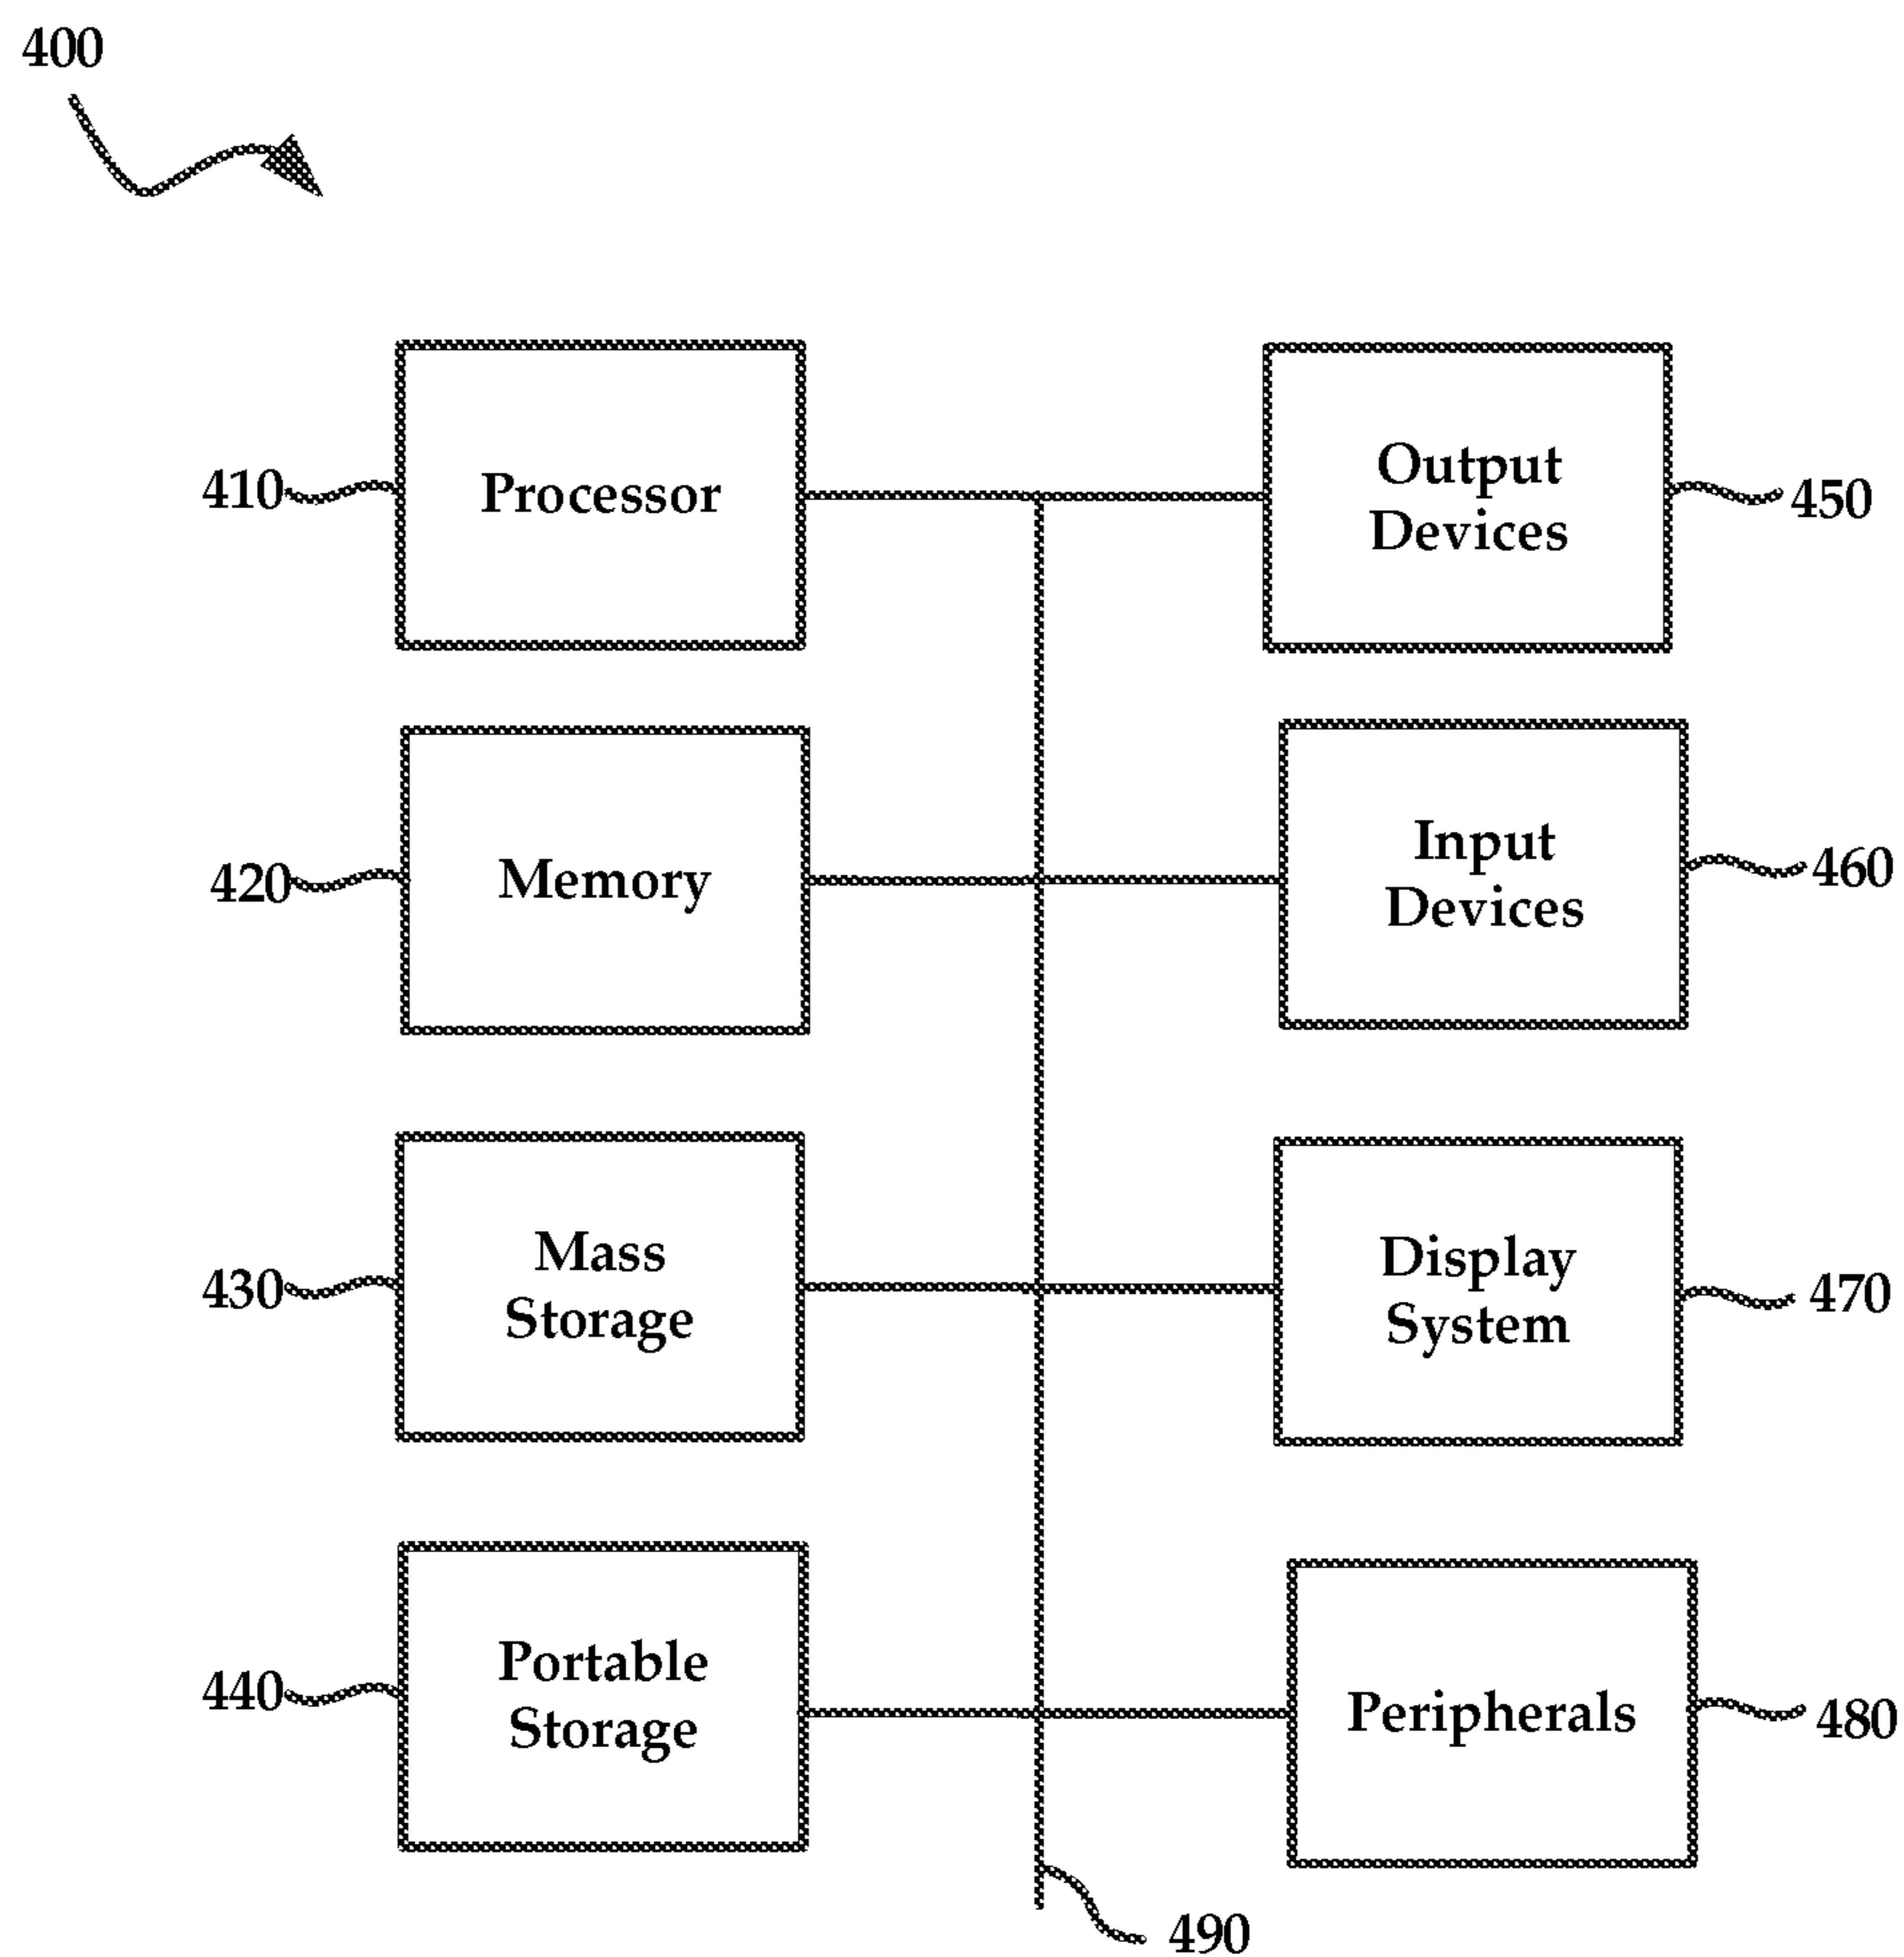 400
410
Processor
Output
Devices
450
420
Memory
Input
Devices
460
430
Mass
Storage
Display
System
470
440
Portable
Storage
Peripherals
480
490